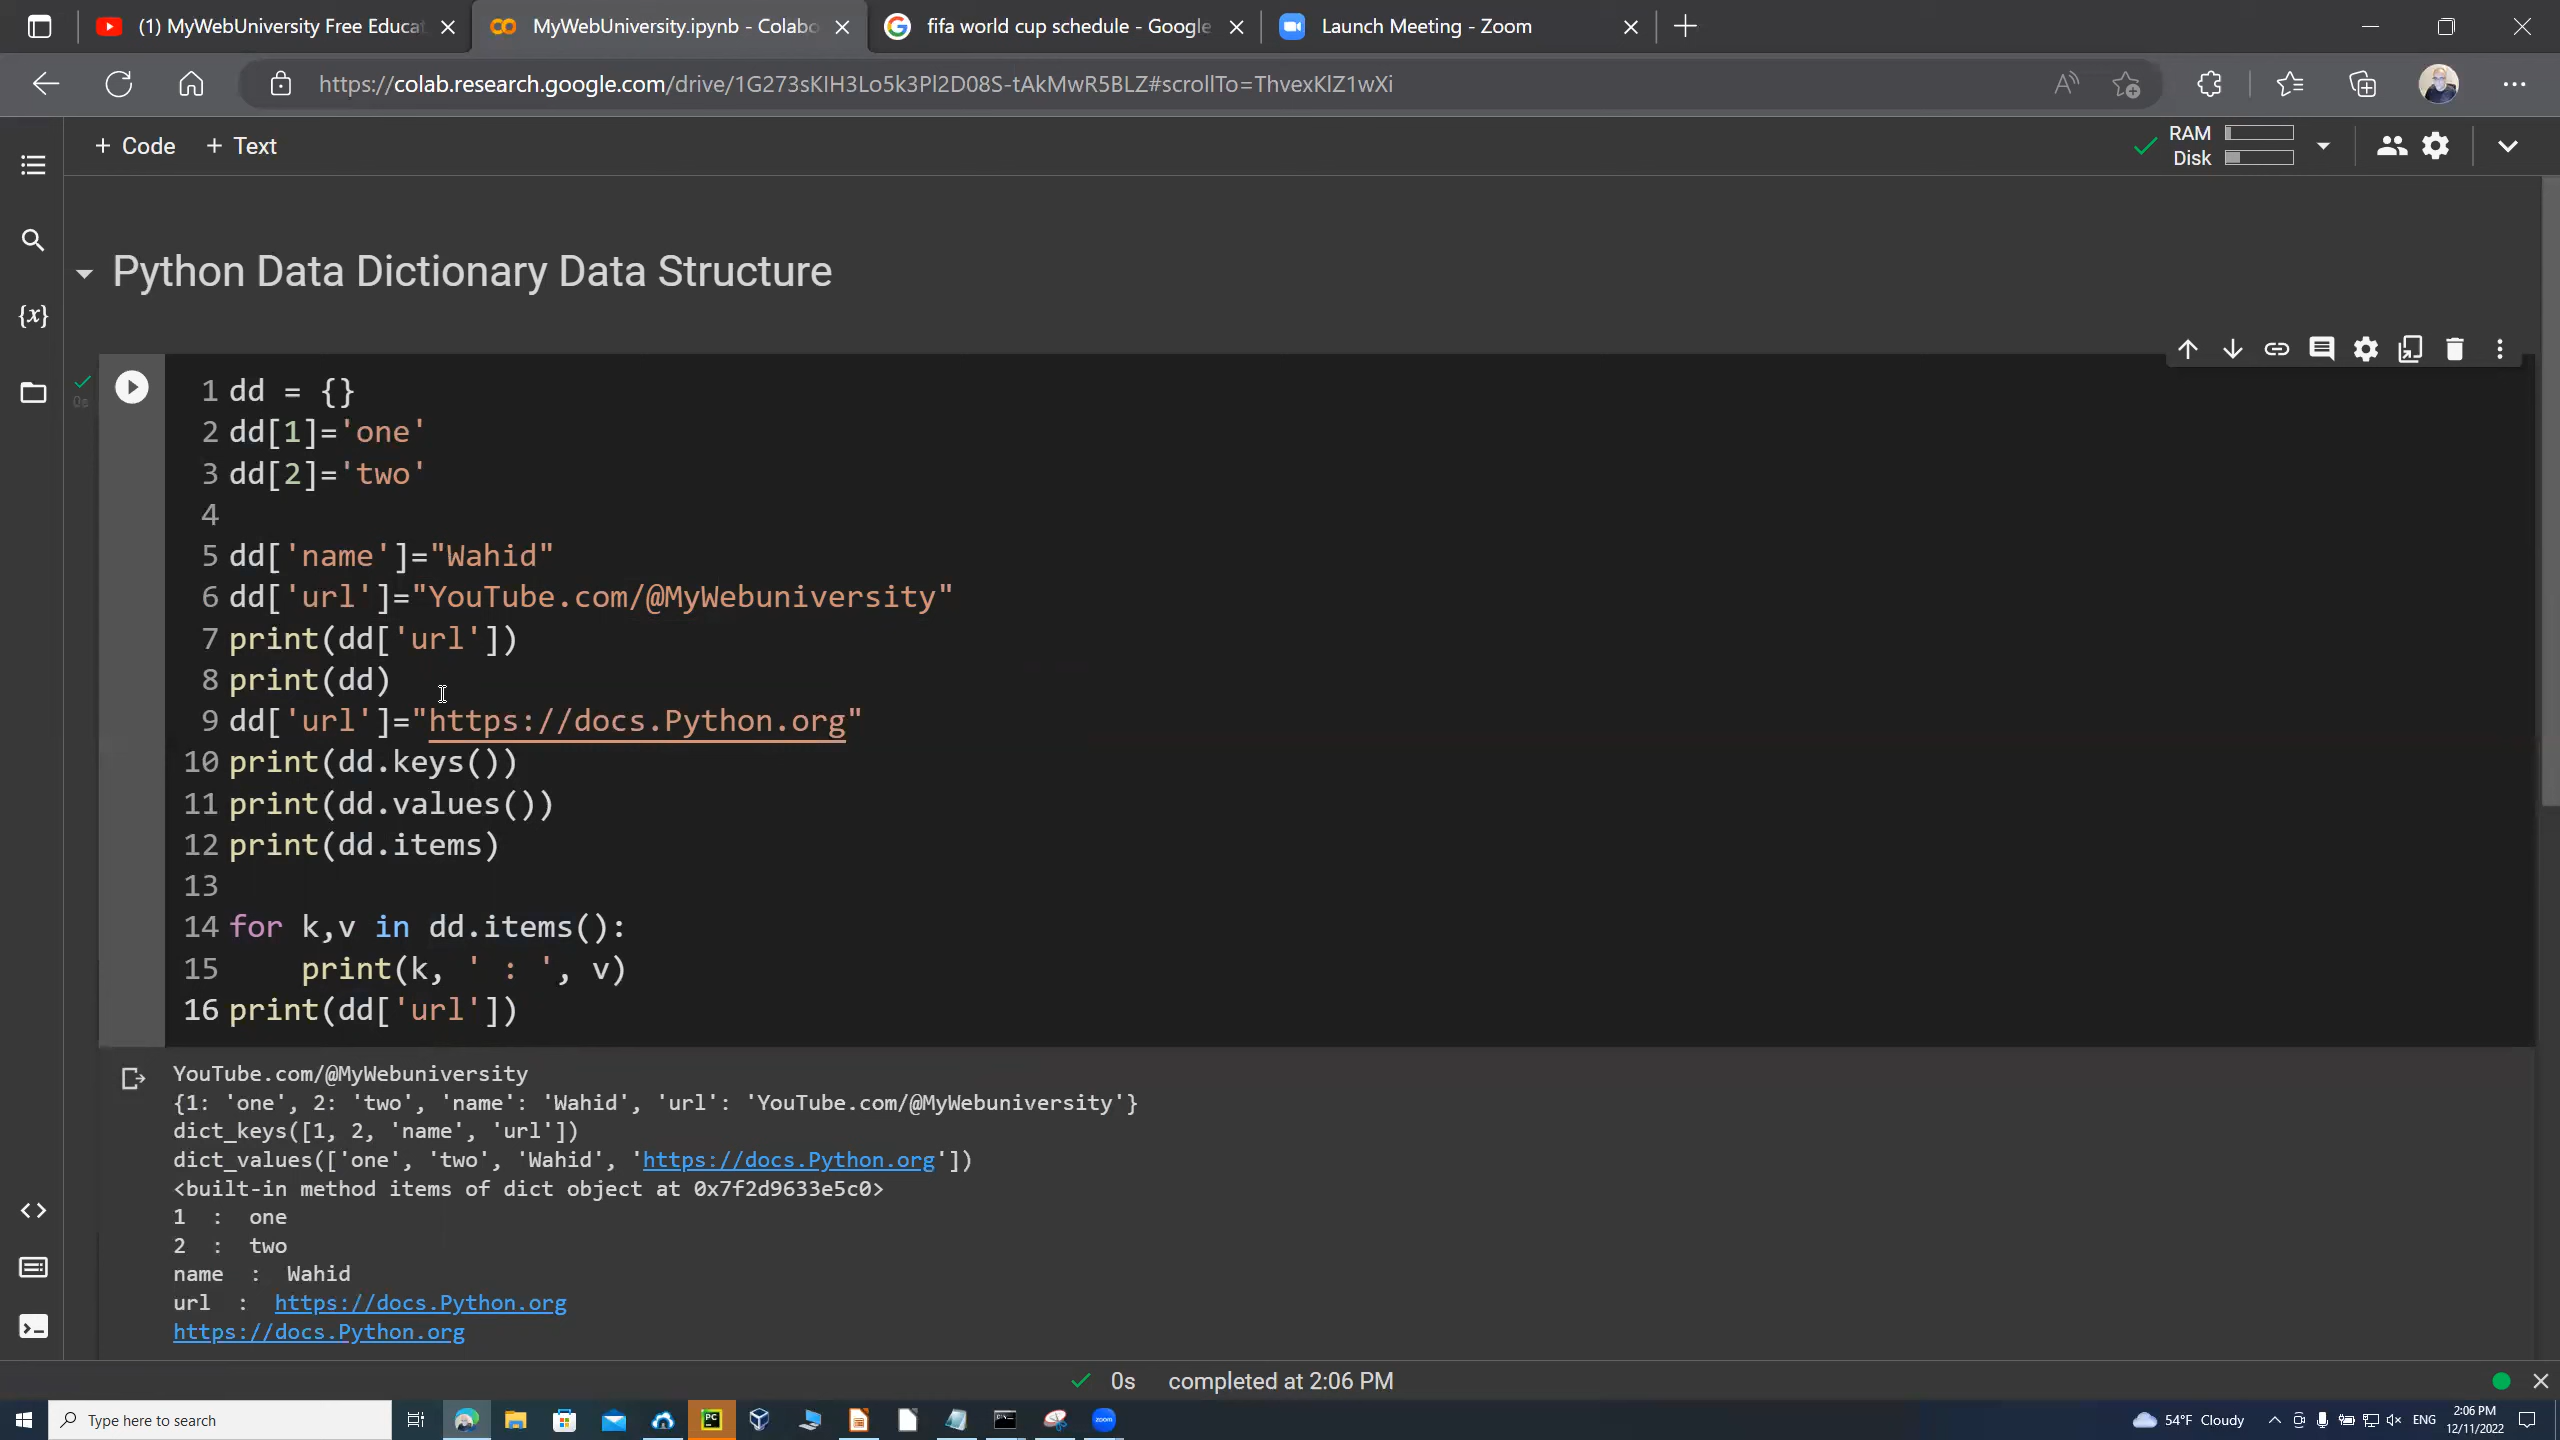 (1) MyWebUniversity Free Educat
MyWebUniversity.ipynb - Colabo
fifa world cup schedule - Google
Launch Meeting - Zoom
https://colab.research.google.com/drive/1G273sKIH3Lo5k3Pl2D08S-tAkMwR5BLZ#scrollTo=ThvexKlZ1wXi
+ Code + Text
RAM
Disk
{x}
Python Data Dictionary Data Structure
0s
1 dd = {}
2 dd[1]='one'
3 dd[2]='two'
4
5 dd['name']="Wahid"
6 dd['url']="YouTube.com/@MyWebuniversity"
7 print(dd['url'])
8 print(dd)
9 dd['url']="https://docs.Python.org"
10 print(dd.keys())
11 print(dd.values())
12 print(dd.items)
13
14 for k,v in dd.items():
15     print(k, ' : ', v)
16 print(dd['url'])
YouTube.com/@MyWebuniversity
{1: 'one', 2: 'two', 'name': 'Wahid', 'url': 'YouTube.com/@MyWebuniversity'}
dict_keys([1, 2, 'name', 'url'])
dict_values(['one', 'two', 'Wahid', 'https://docs.Python.org'])
<built-in method items of dict object at 0x7f2d9633e5c0>
1  :  one
2  :  two
name  :  Wahid
url  :  https://docs.Python.org
https://docs.Python.org
0s completed at 2:06 PM
Type here to search
PC
zoom
54°F Cloudy
ENG
2:06 PM
12/11/2022